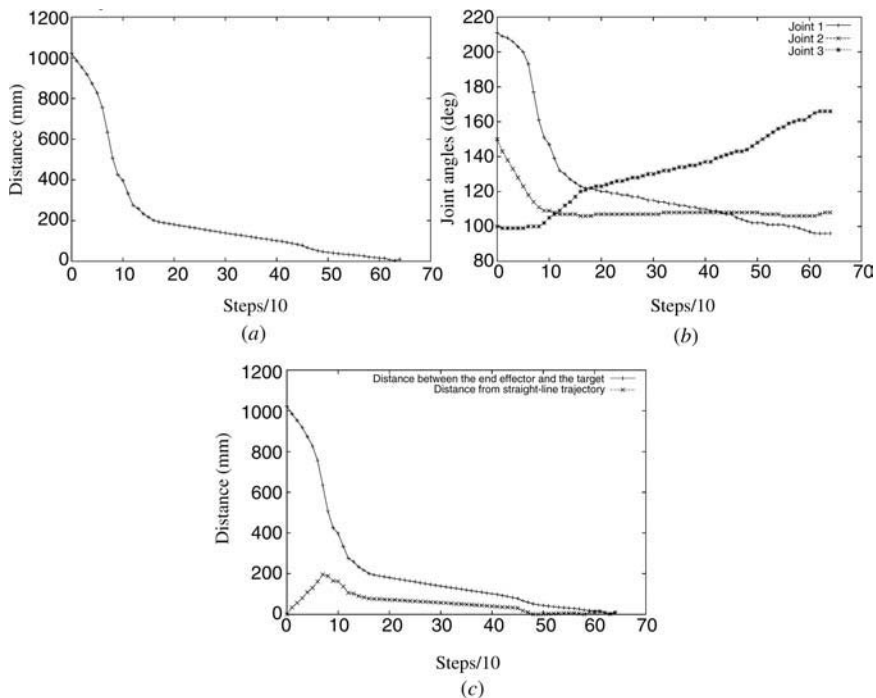 1200
1000
800
600
400
200
0
Distance (mm)
0 10 20 30 40 50 60 70
Steps/10
(a)
220
200
180
160
140
120
100
80
Joint angles (deg)
Joint 1
Joint 2
Joint 3
0 10 20 30 40 50 60 70
Steps/10
(b)
1200
1000
800
600
400
200
0
Distance (mm)
Distance between the end effector and the target
Distance from straight-line trajectory
0 10 20 30 40 50 60 70
Steps/10
(c)